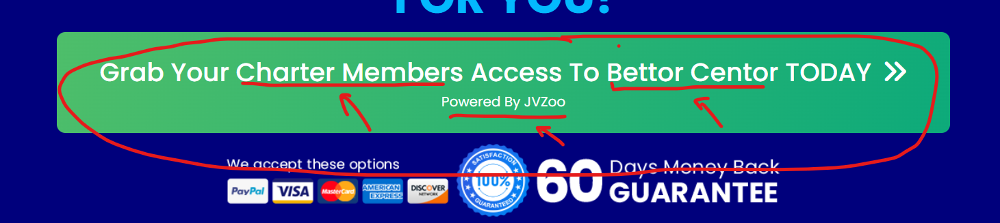 FOR YOU!
Grab Your Charter Members Access To Bettor Centor TODAY
Powered By JVZoo
We accept these options
PayPal VISA MasterCard AMERICAN EXPRESS DISCOVER NETWORK
SATISFACTION
100%
GUARANTEED
60 Days Money Back
GUARANTEE